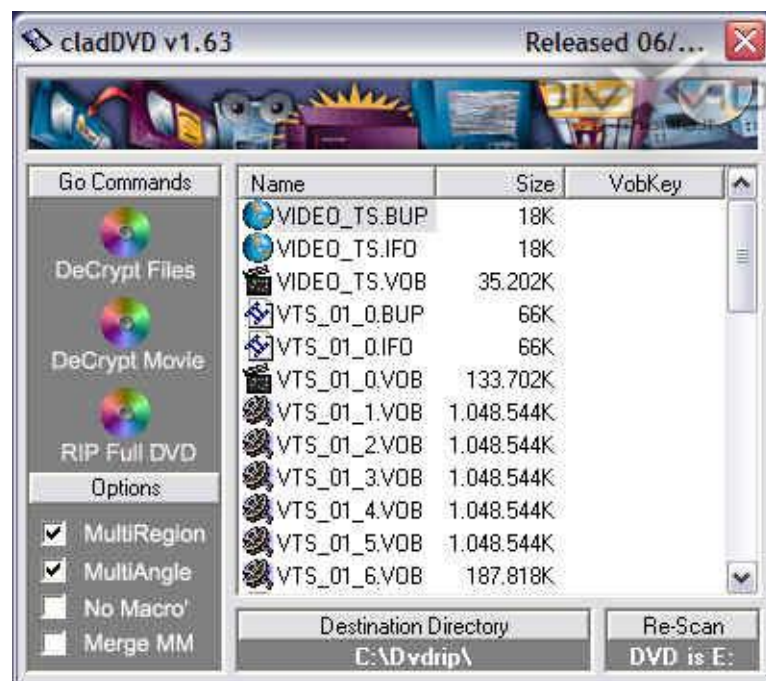 cladDVD v1.63 Released 06/...
Go Commands
DeCrypt Files
DeCrypt Movie
RIP Full DVD
Options
MultiRegion
MultiAngle
No Macro'
Merge MM
Name Size VobKey
VIDEO_TS.BUP 18K
VIDEO_TS.IFO 18K
VIDEO_TS.VOB 35.202K
VTS_01_0.BUP 66K
VTS_01_0.IFO 66K
VTS_01_0.VOB 133.702K
VTS_01_1.VOB 1.048.544K
VTS_01_2.VOB 1.048.544K
VTS_01_3.VOB 1.048.544K
VTS_01_4.VOB 1.048.544K
VTS_01_5.VOB 1.048.544K
VTS_01_6.VOB 187.818K
Destination Directory
C:\Dvdrip\
Re-Scan
DVD is E: